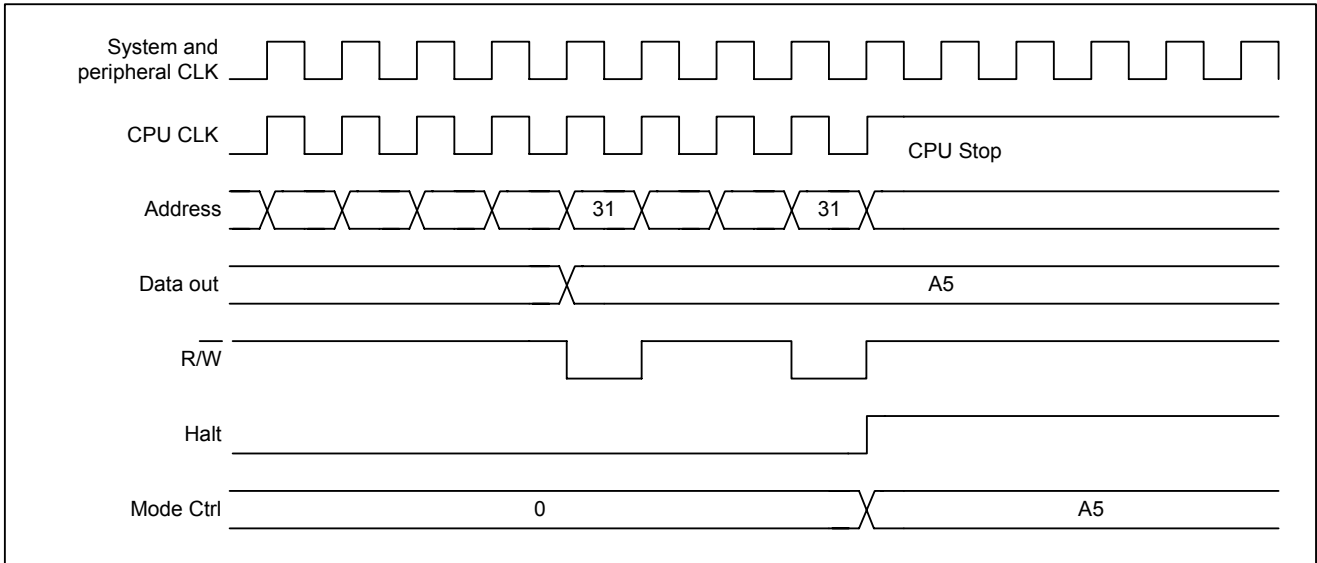 System and
peripheral CLK
CPU CLK
CPU Stop
Address
31
31
Data out
A5
R/W̅
Halt
Mode Ctrl
0
A5